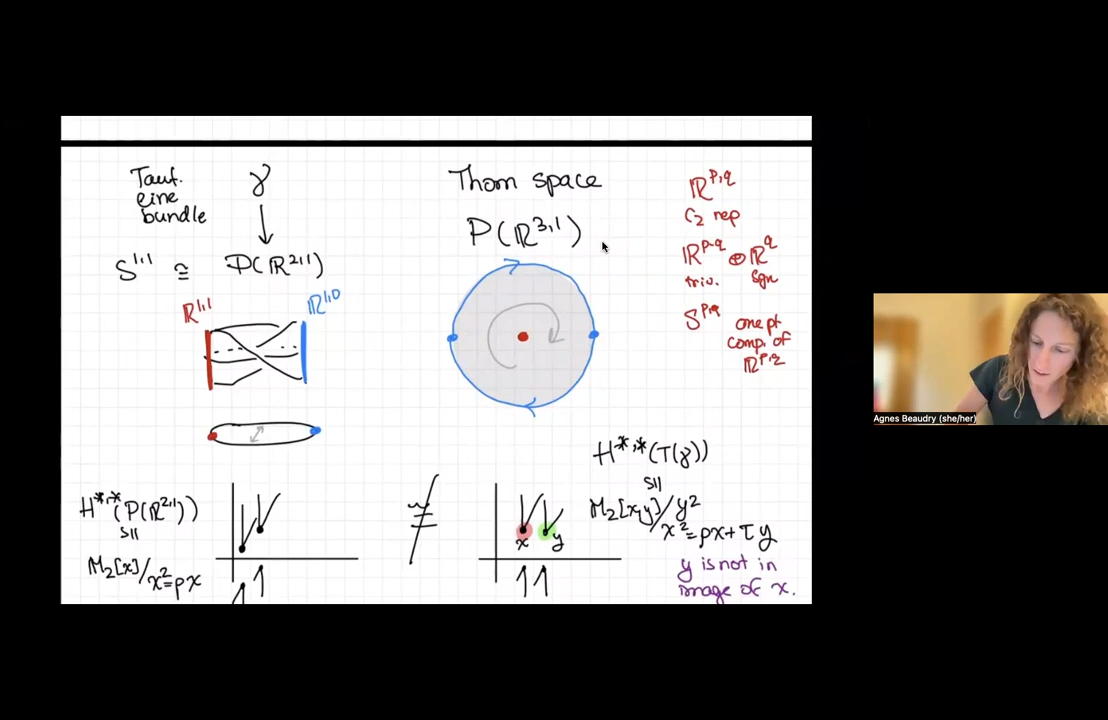 Taut.
line
bundle
γ
S^{1,1} ≅ P(ℝ^{2,1})
ℝ^{1,1}
ℝ^{1,0}
H^{*,*}(P(ℝ^{2,1}))
SII
M_2[x]/x^2=ρx
≄
Thom space
P(ℝ^{3,1})
x
y
H^{*,*}(T(γ))
SII
M_2[x,y]/y^2
x^2=ρx+τy
y is not in
image of x.
ℝ^{p,q}
C_2 rep
ℝ^{p-q} ⊕ ℝ^q
triv. sgn
S^{p,q} one pt
comp. of
ℝ^{p,q}
Agnes Beaudry (she/her)